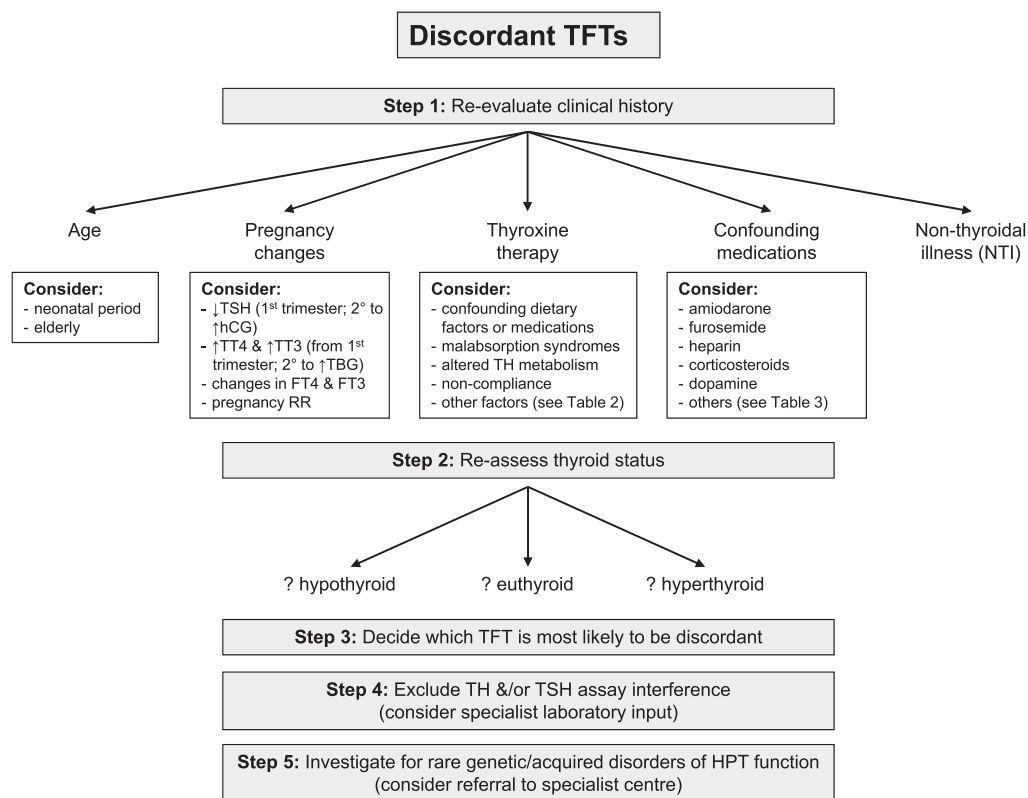 Discordant TFTs
Step 1: Re-evaluate clinical history
Age
Pregnancy
changes
Thyroxine
therapy
Confounding
medications
Non-thyroidal
illness (NTI)
Consider:
- neonatal period
- elderly
Consider:
- ↓TSH (1st trimester; 2° to
↑hCG)
- ↑TT4 & ↑TT3 (from 1st
trimester; 2° to ↑TBG)
- changes in FT4 & FT3
- pregnancy RR
Consider:
- confounding dietary
factors or medications
- malabsorption syndromes
- altered TH metabolism
- non-compliance
- other factors (see Table 2)
Consider:
- amiodarone
- furosemide
- heparin
- corticosteroids
- dopamine
- others (see Table 3)
Step 2: Re-assess thyroid status
? hypothyroid
? euthyroid
? hyperthyroid
Step 3: Decide which TFT is most likely to be discordant
Step 4: Exclude TH &/or TSH assay interference
(consider specialist laboratory input)
Step 5: Investigate for rare genetic/acquired disorders of HPT function
(consider referral to specialist centre)